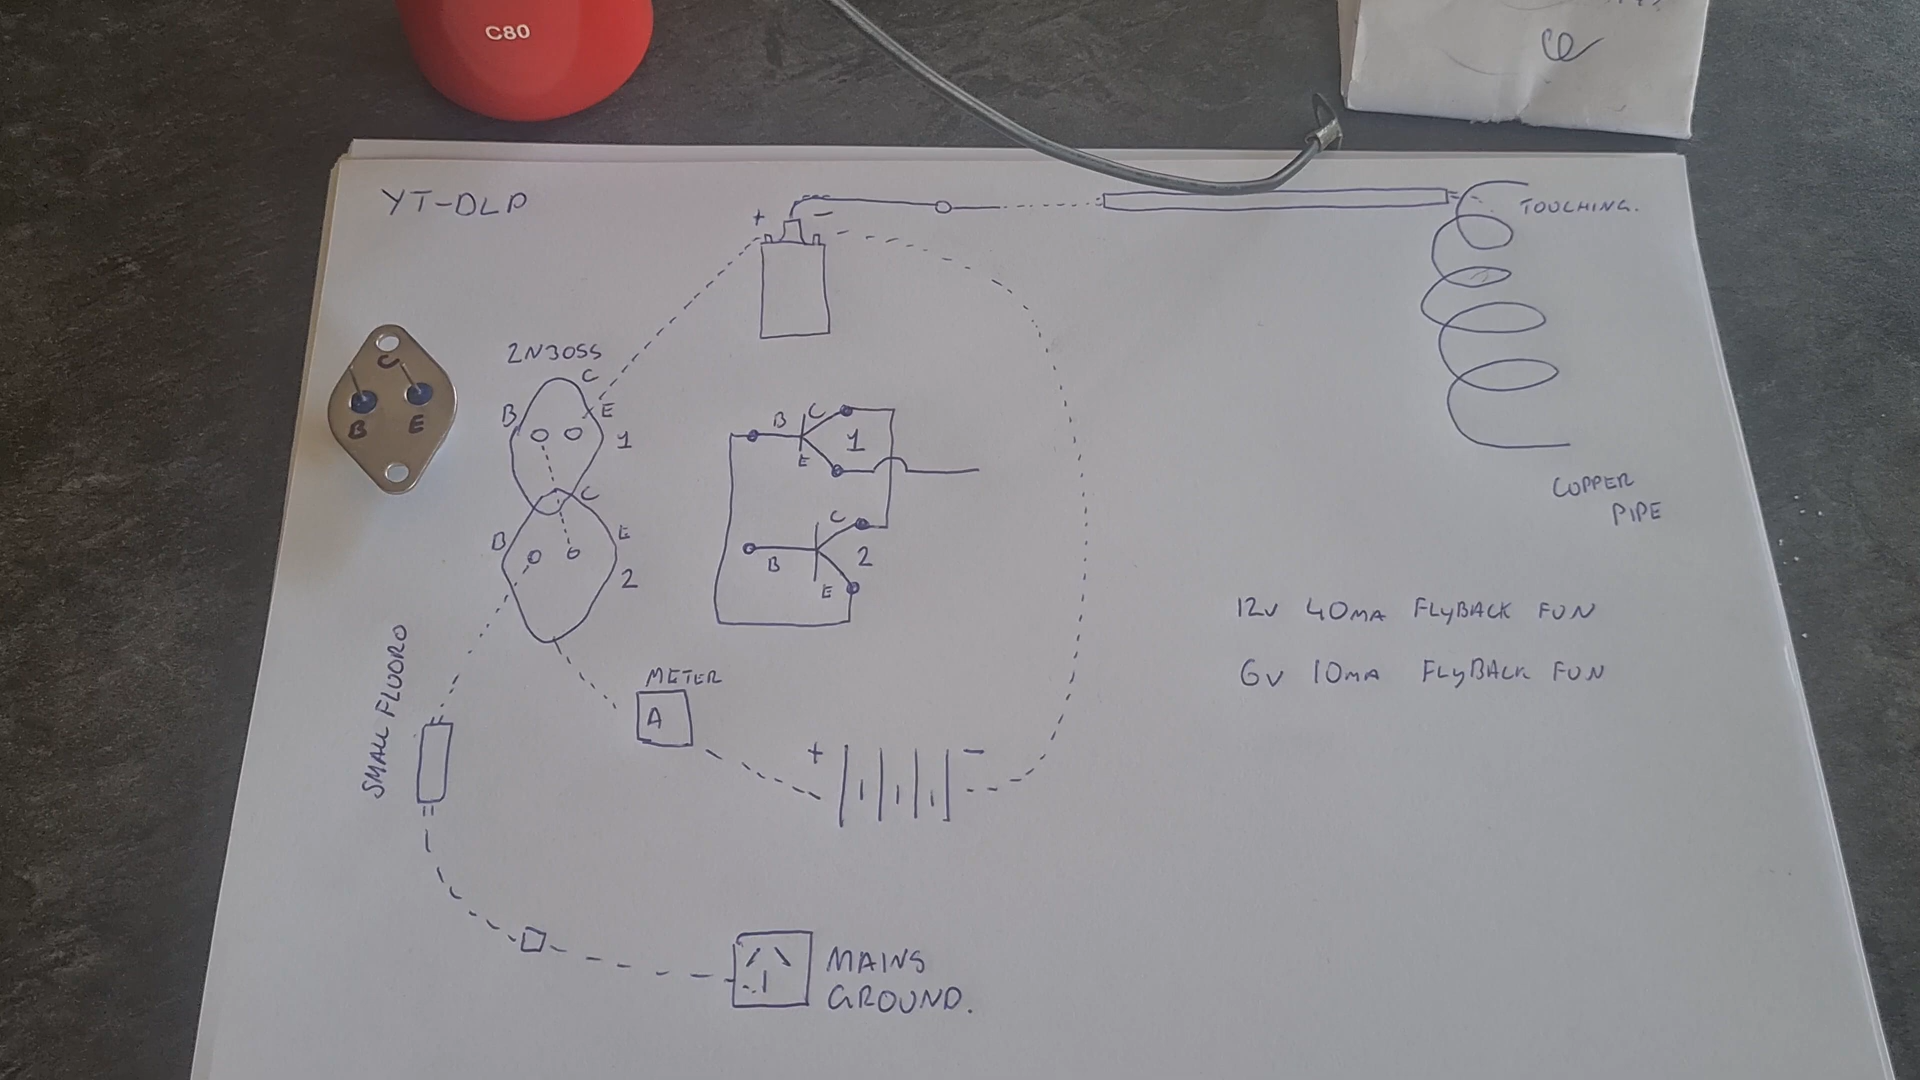 C80
YT-DLP
+
−
TOUCHING.
2N3055
C
B
E
1
C
B
E
C
B
E
2
B
C
1
E
C
B
2
E
COPPER
PIPE
12V 40MA FLYBACK FUN
6V 10MA FLYBACK FUN
SMALL FLUORO
METER
A
+
−
MAINS
GROUND.